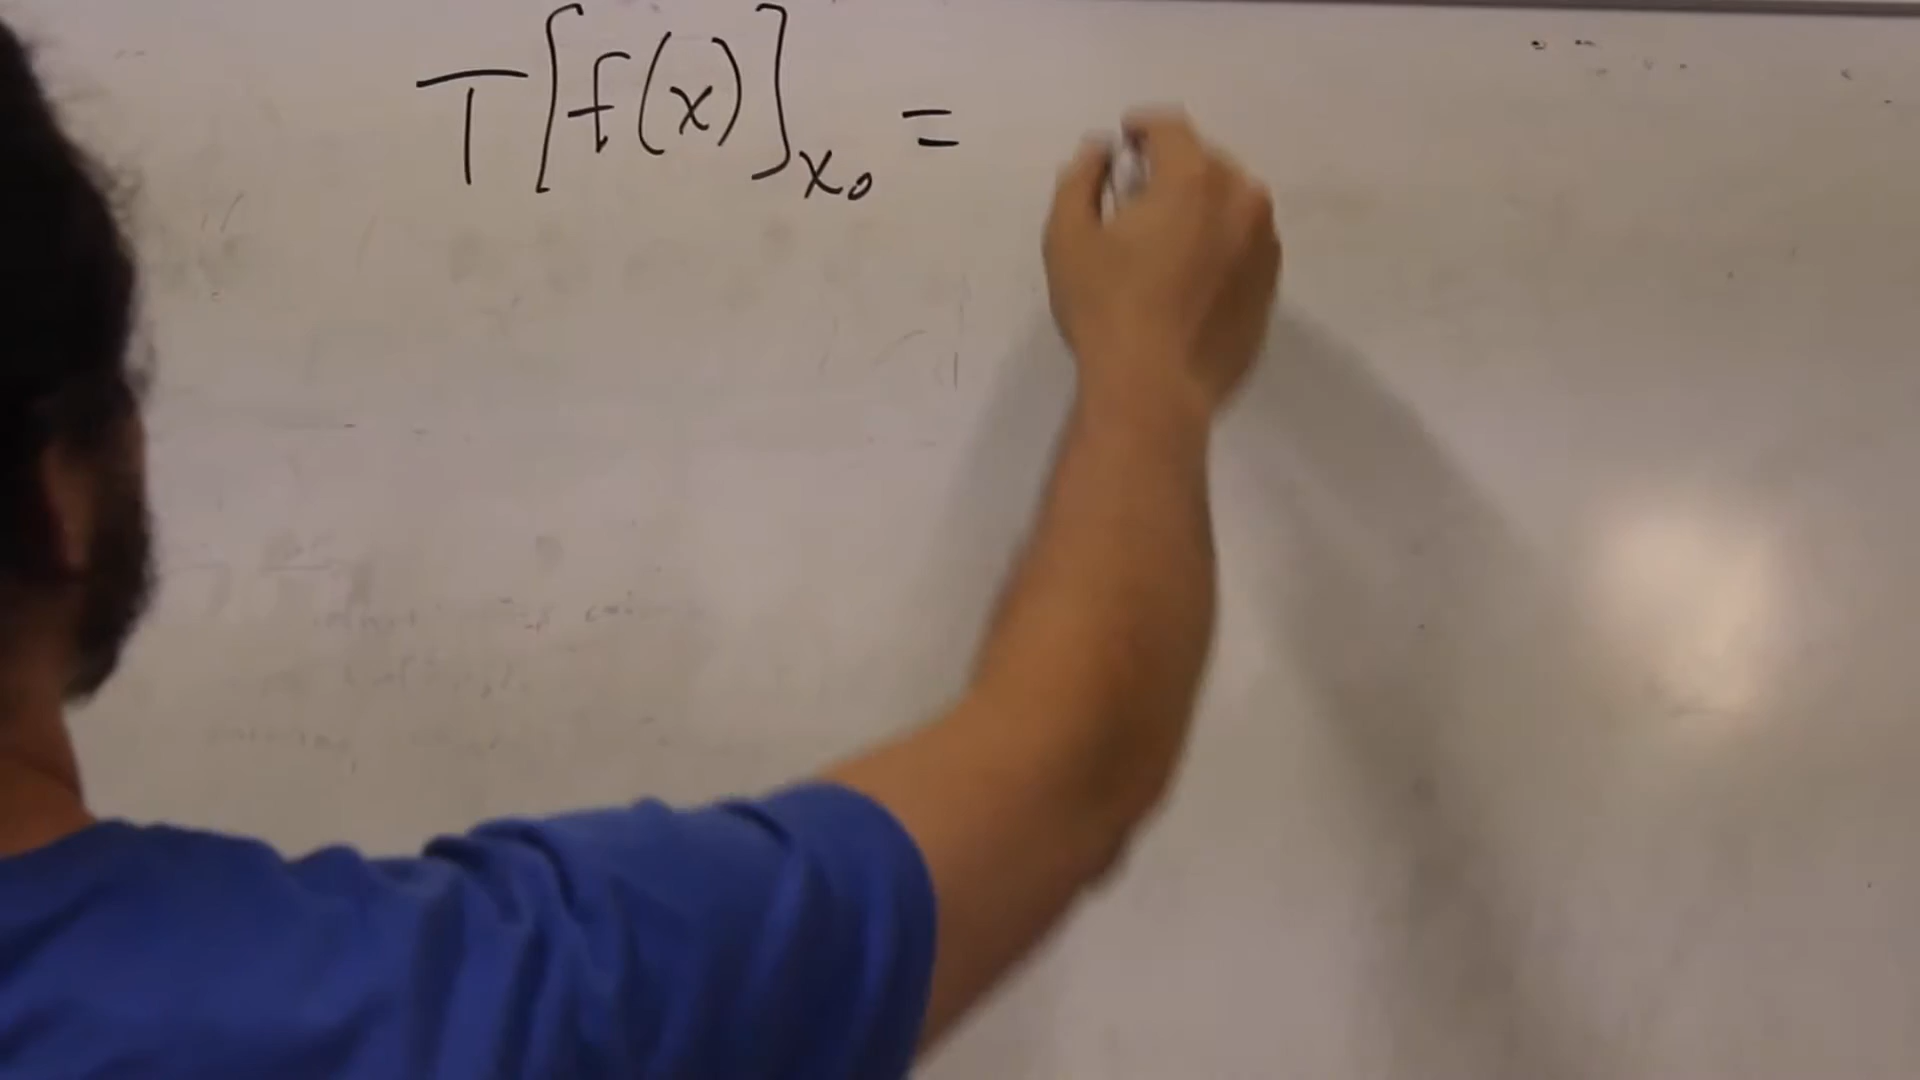 T[f(x)]x₀ =